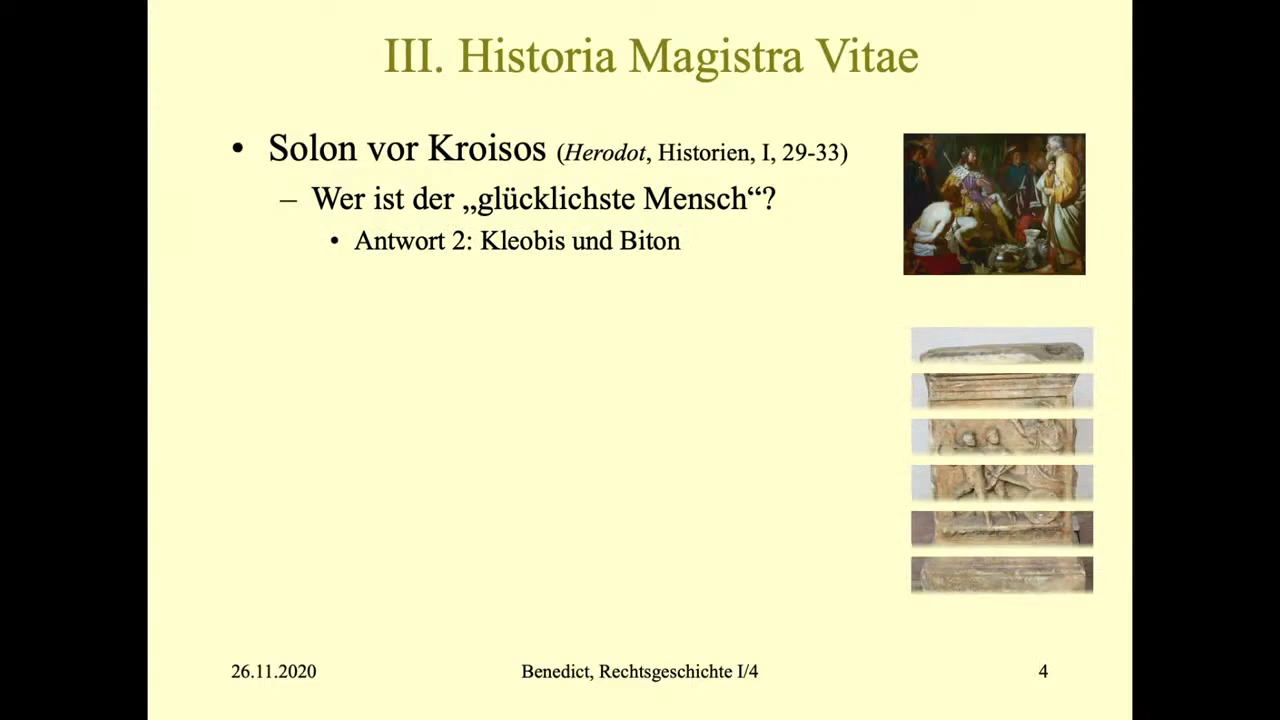 III. Historia Magistra Vitae
• Solon vor Kroisos (Herodot, Historien, I, 29-33)
– Wer ist der „glücklichste Mensch“?
• Antwort 2: Kleobis und Biton
26.11.2020 Benedict, Rechtsgeschichte I/4 4